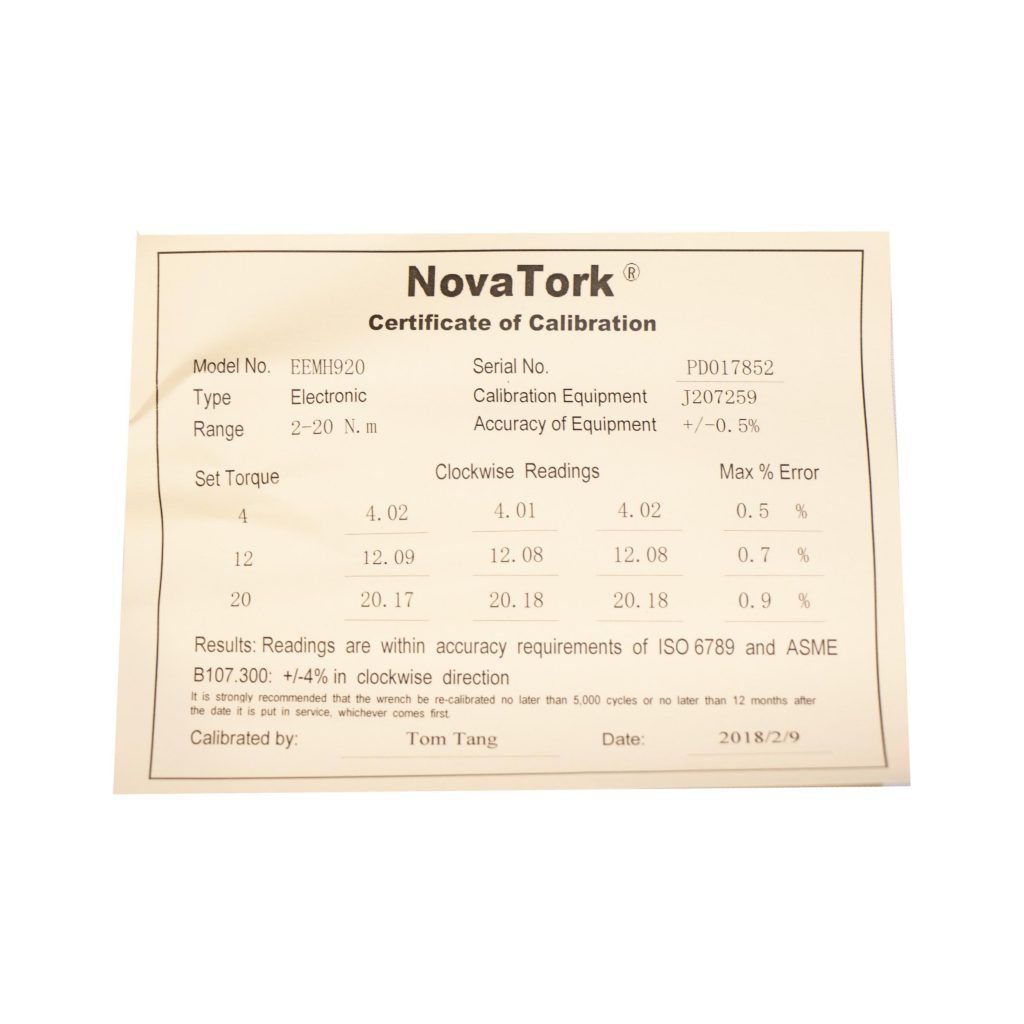 NovaTork ®
Certificate of Calibration
Model No. EEMH920 Serial No. PD017852
Type Electronic Calibration Equipment J207259
Range 2-20 N.m Accuracy of Equipment +/-0.5%
Set Torque Clockwise Readings Max % Error
4 4.02 4.01 4.02 0.5 %
12 12.09 12.08 12.08 0.7 %
20 20.17 20.18 20.18 0.9 %
Results: Readings are within accuracy requirements of ISO 6789 and ASME
B107.300: +/-4% in clockwise direction
It is strongly recommended that the wrench be re-calibrated no later than 5,000 cycles or no later than 12 months after
the date it is put in service, whichever comes first.
Calibrated by: Tom Tang Date: 2018/2/9